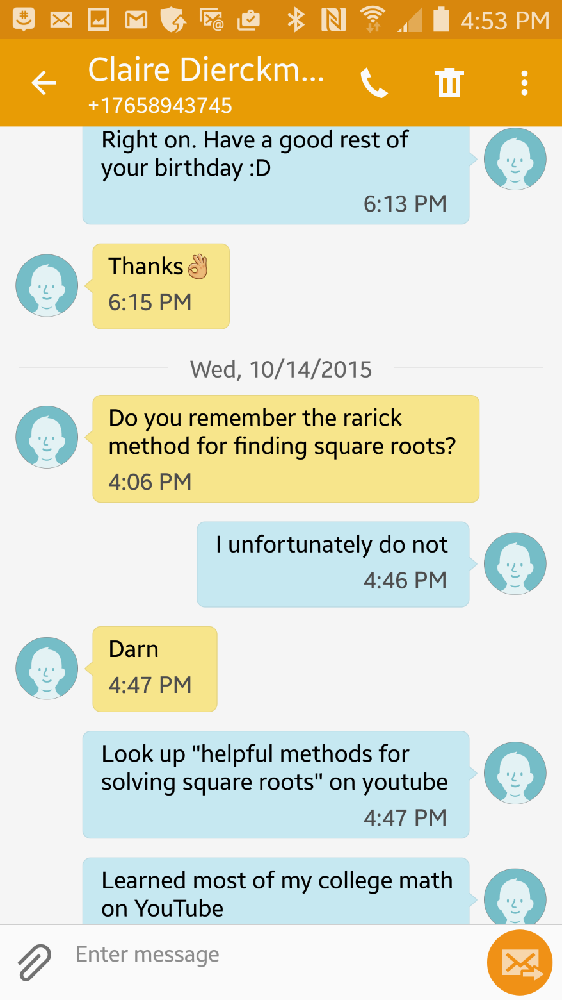 4:53 PM
Claire Dierckm...
+17658943745
Right on. Have a good rest of
your birthday :D
6:13 PM
Thanks👌🏼
6:15 PM
Wed, 10/14/2015
Do you remember the rarick
method for finding square roots?
4:06 PM
I unfortunately do not
4:46 PM
Darn
4:47 PM
Look up "helpful methods for
solving square roots" on youtube
4:47 PM
Learned most of my college math
on YouTube
Enter message